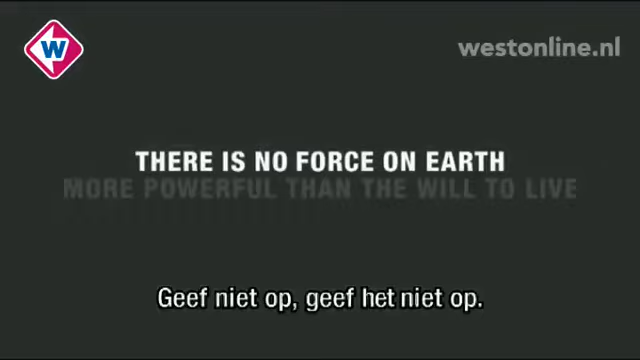 W
westonline.nl
THERE IS NO FORCE ON EARTH
MORE POWERFUL THAN THE WILL TO LIVE
Geef niet op, geef het niet op.